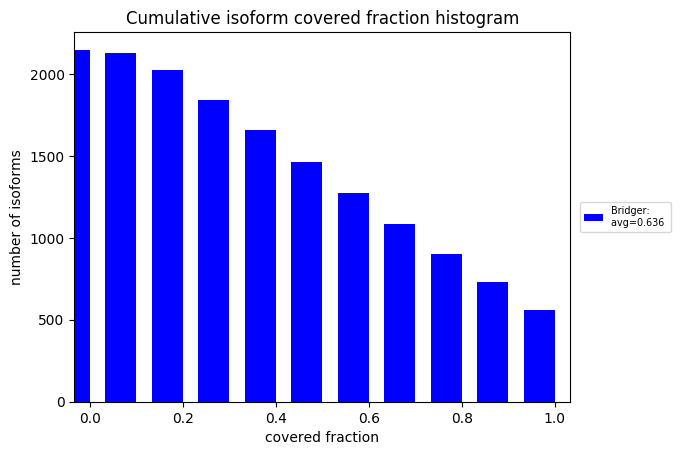 Cumulative isoform covered fraction histogram
number of isoforms
2000
1500
1000
500
0
0.0 0.2 0.4 0.6 0.8 1.0
covered fraction
Bridger:
avg=0.636